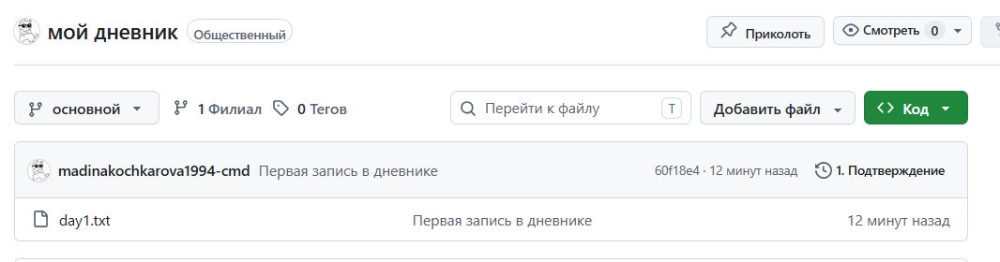 мой дневник Общественный Приколоть Смотреть 0
основной 1 Филиал 0 Тегов Перейти к файлу T Добавить файл Код
madinakochkarova1994-cmd Первая запись в дневнике 60f18e4 · 12 минут назад 1. Подтверждение
day1.txt Первая запись в дневнике 12 минут назад